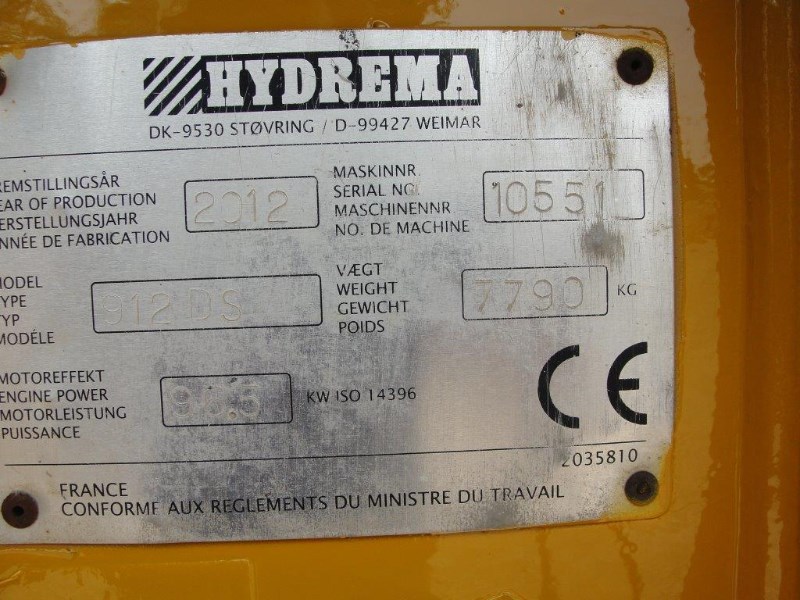 HYDREMA
DK-9530 STØVRING / D-99427 WEIMAR
REMSTILLINGSÅR
EAR OF PRODUCTION
ERSTELLUNGSJAHR
NNÉE DE FABRICATION
2012
MASKINNR.
SERIAL NO.
MASCHINENNR
NO. DE MACHINE
10551
MODEL
YPE
YP
MODÉLE
912 DS
VÆGT
WEIGHT
GEWICHT
POIDS
7790 KG
MOTOREFFEKT
ENGINE POWER
MOTORLEISTUNG
PUISSANCE
KW ISO 14396
CE
2035810
FRANCE
CONFORME AUX REGLEMENTS DU MINISTRE DU TRAVAIL